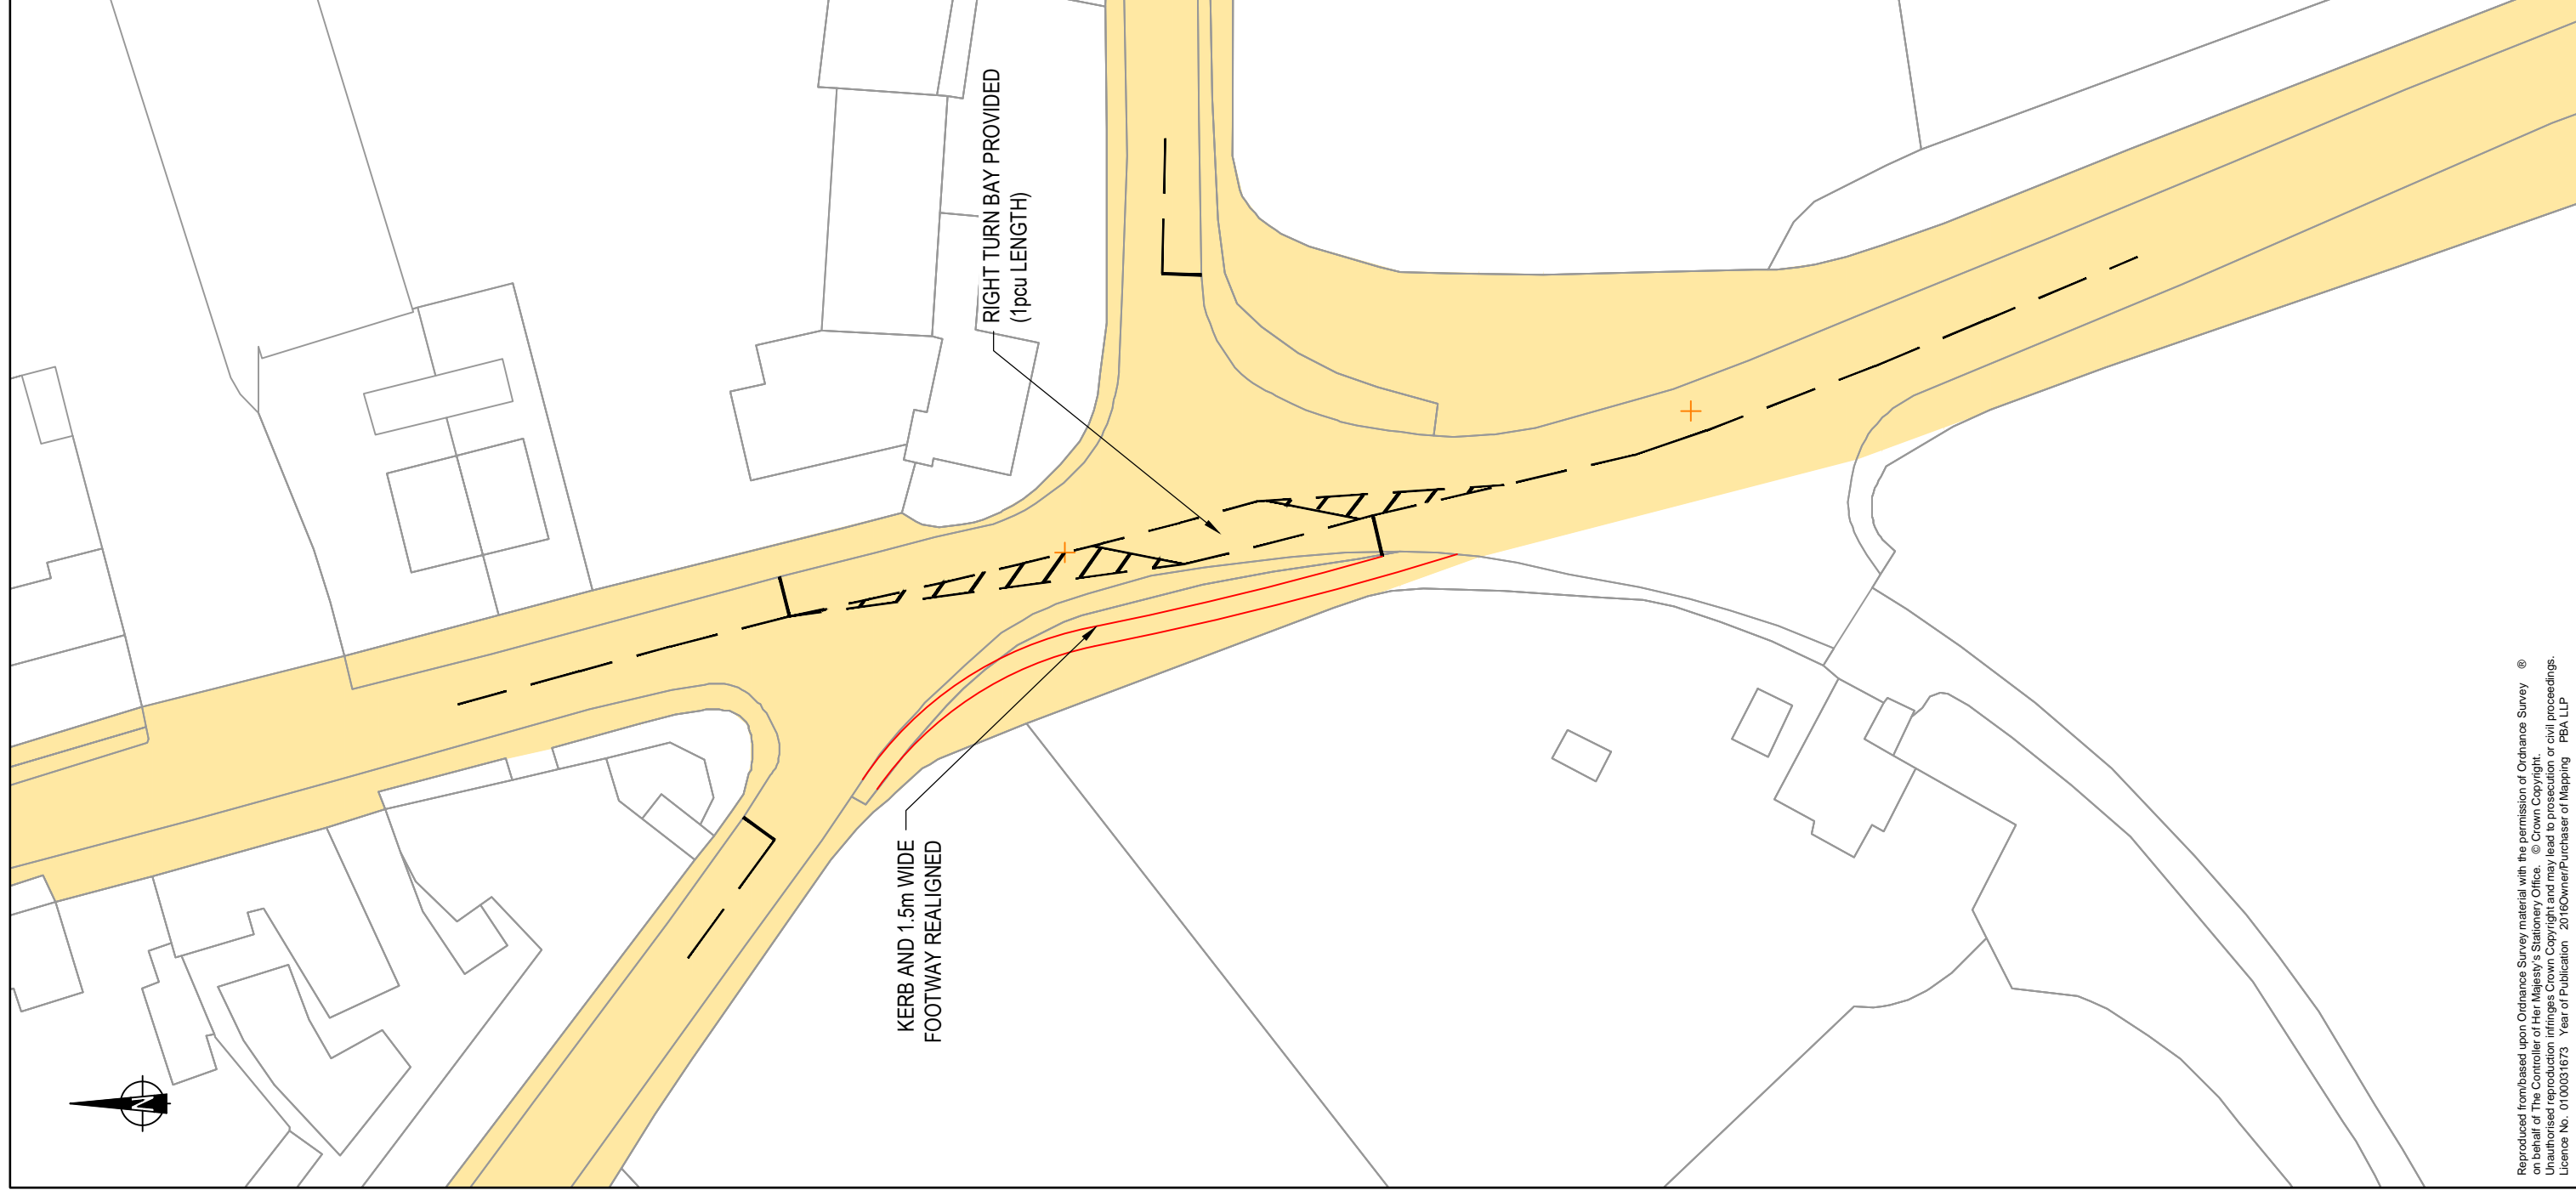 RIGHT TURN BAY PROVIDED
(1pcu LENGTH)
KERB AND 1.5m WIDE
FOOTWAY REALIGNED
N
Reproduced from/based upon Ordnance Survey material with the permission of Ordnance Survey ®
on behalf of The Controller of Her Majesty's Stationery Office. © Crown Copyright.
Unauthorised reproduction infringes Crown Copyright and may lead to prosecution or civil proceedings.
Licence No. 0100031673 Year of Publication 2016Owner/Purchaser of Mapping PBA LLP